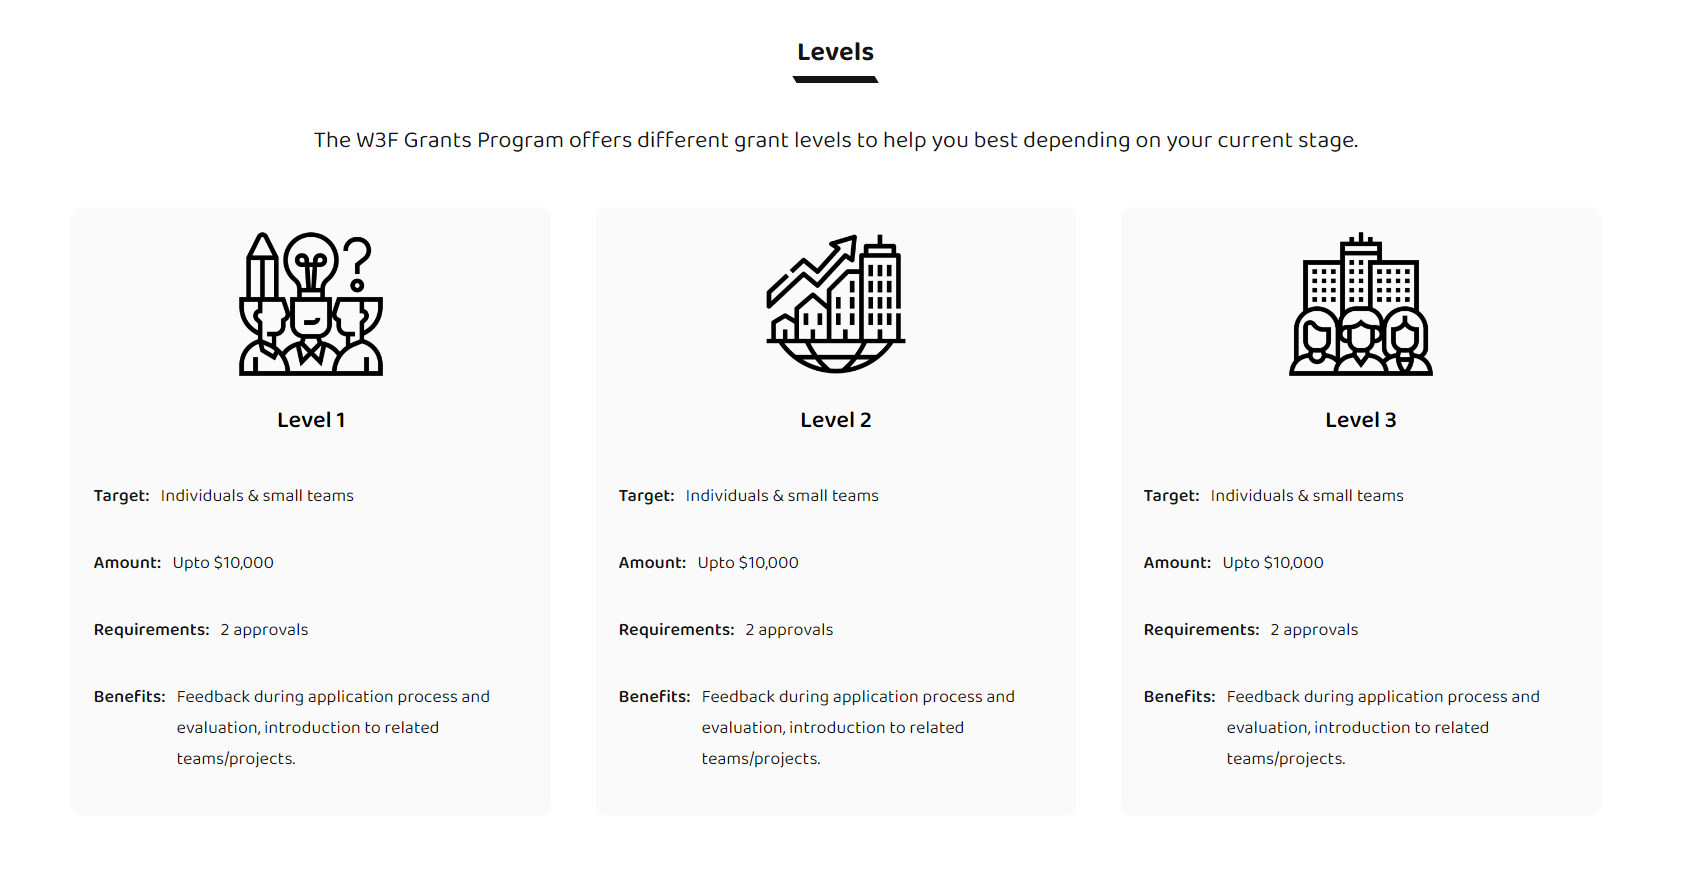 Levels
The W3F Grants Program offers different grant levels to help you best depending on your current stage.
Level 1
Target: Individuals & small teams
Amount: Upto $10,000
Requirements: 2 approvals
Benefits: Feedback during application process and
evaluation, introduction to related
teams/projects.
Level 2
Target: Individuals & small teams
Amount: Upto $10,000
Requirements: 2 approvals
Benefits: Feedback during application process and
evaluation, introduction to related
teams/projects.
Level 3
Target: Individuals & small teams
Amount: Upto $10,000
Requirements: 2 approvals
Benefits: Feedback during application process and
evaluation, introduction to related
teams/projects.